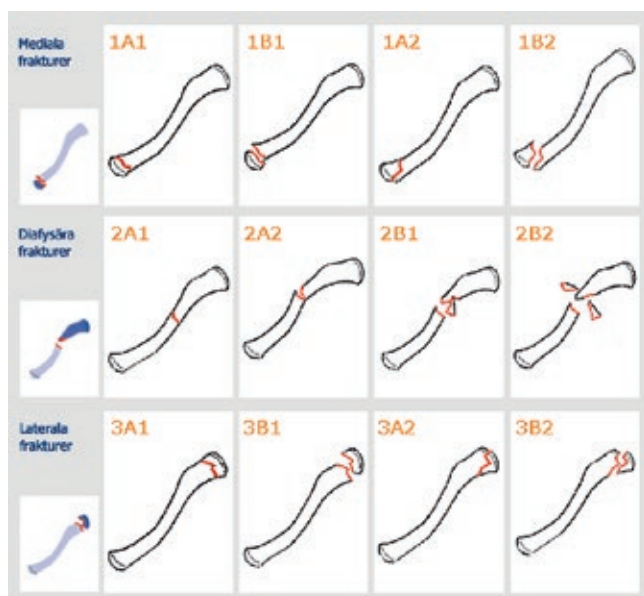 Mediala
frakturer
1A1
1B1
1A2
1B2
Diafysära
frakturer
2A1
2A2
2B1
2B2
Laterala
frakturer
3A1
3B1
3A2
3B2